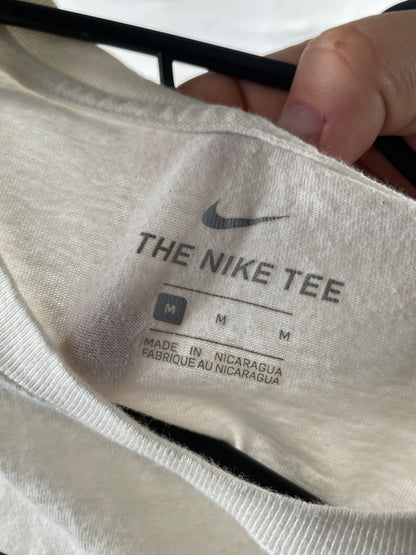 THE NIKE TEE
M M M
MADE IN NICARAGUA
FABRIQUE AU NICARAGUA